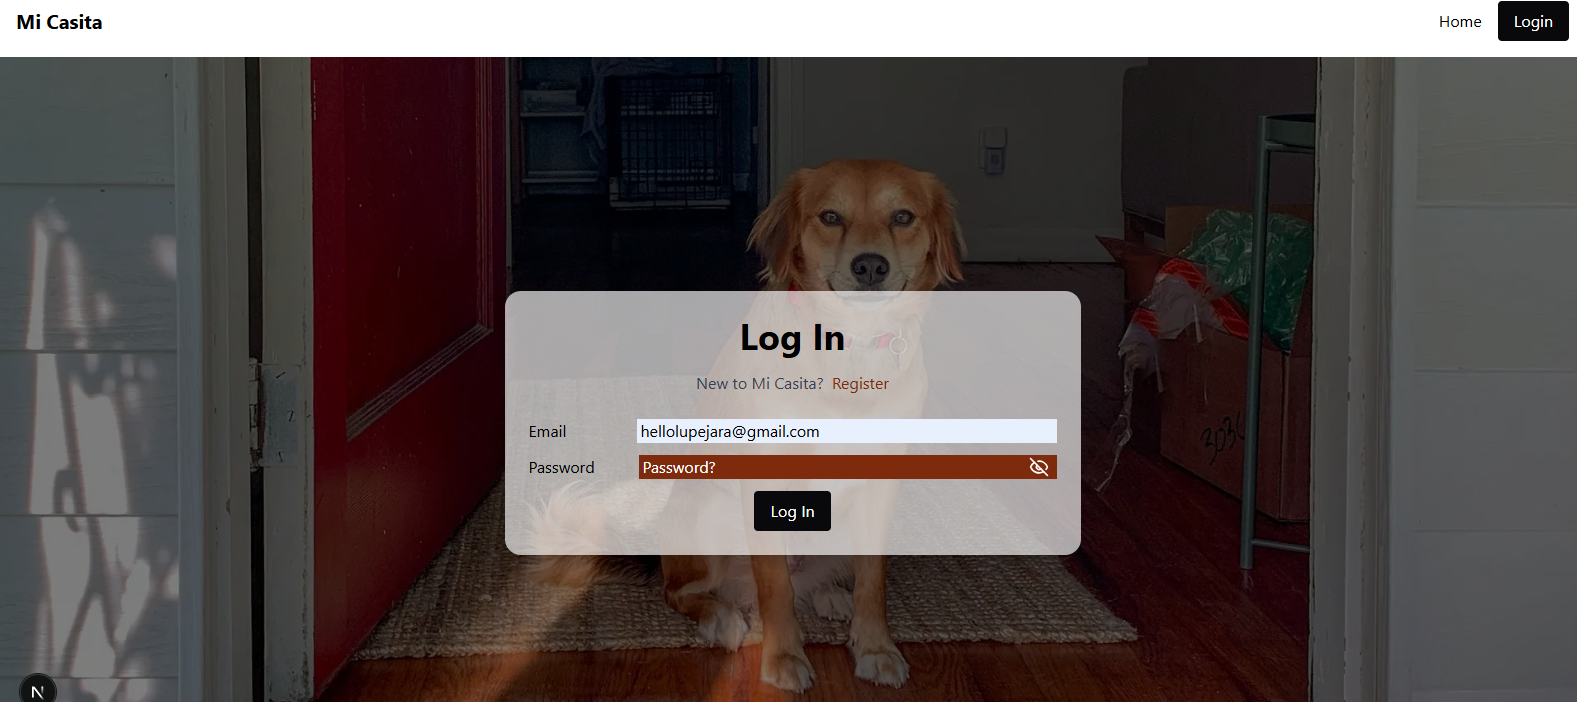 Mi Casita
Home
Login
Log In
New to Mi Casita? Register
Email
hellolupejara@gmail.com
Password
Password?
Log In
N
3036